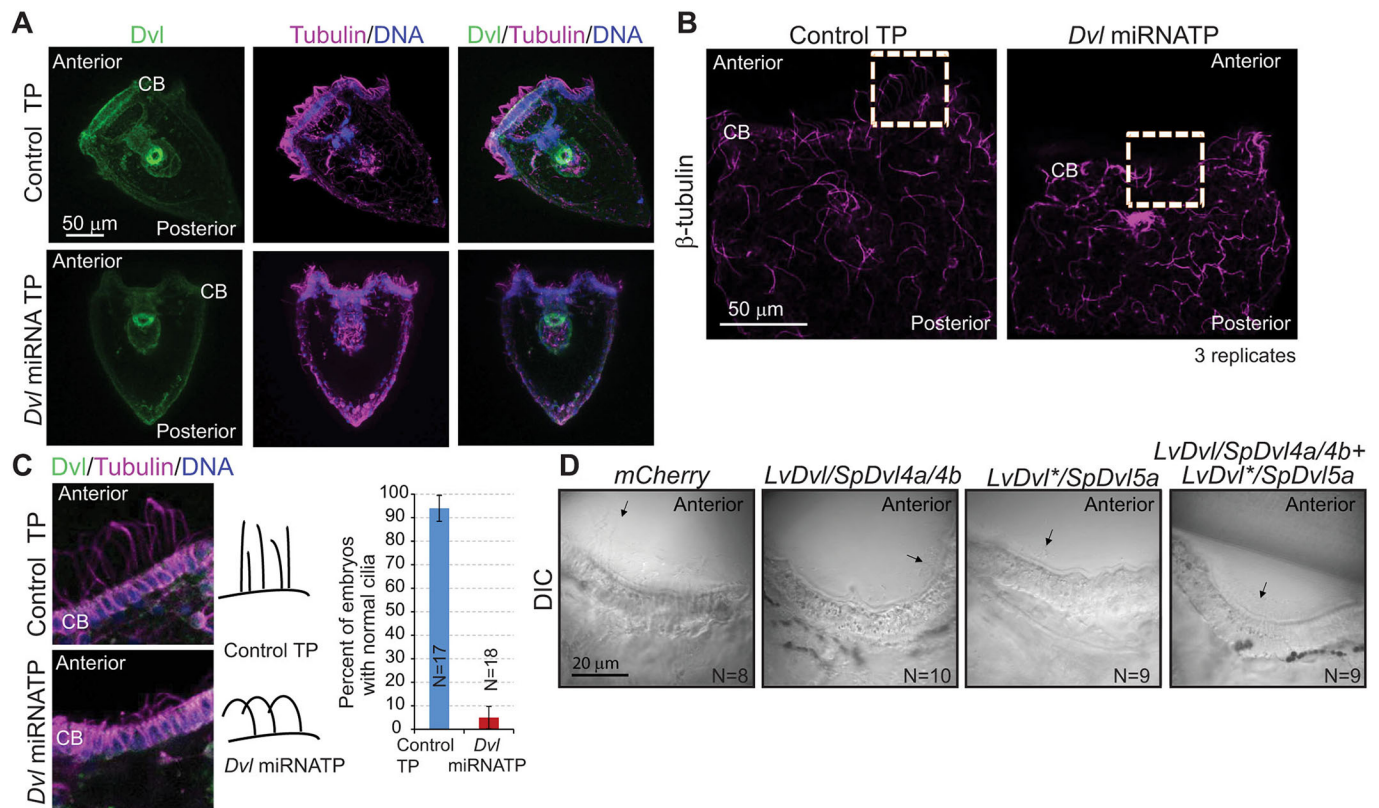 A
Dvl
Tubulin/DNA
Dvl/Tubulin/DNA
Control TP
Anterior
CB
50 µm
Posterior
Dvl miRNA TP
Anterior
CB
Posterior
B
Control TP
Dvl miRNATP
β-tubulin
Anterior
CB
50 µm
Posterior
Anterior
CB
Posterior
3 replicates
C
Dvl/Tubulin/DNA
Control TP
Anterior
CB
Control TP
Dvl miRNATP
Anterior
CB
Dvl miRNATP
Percent of embryos
with normal cilia
100
90
80
70
60
50
40
30
20
10
0
N=17
N=18
Control
TP
Dvl
miRNATP
D
mCherry
LvDvl/SpDvl4a/4b
LvDvl*/SpDvl5a
LvDvl/SpDvl4a/4b+
LvDvl*/SpDvl5a
DIC
Anterior
20 µm
N=8
Anterior
N=10
Anterior
N=9
Anterior
N=9